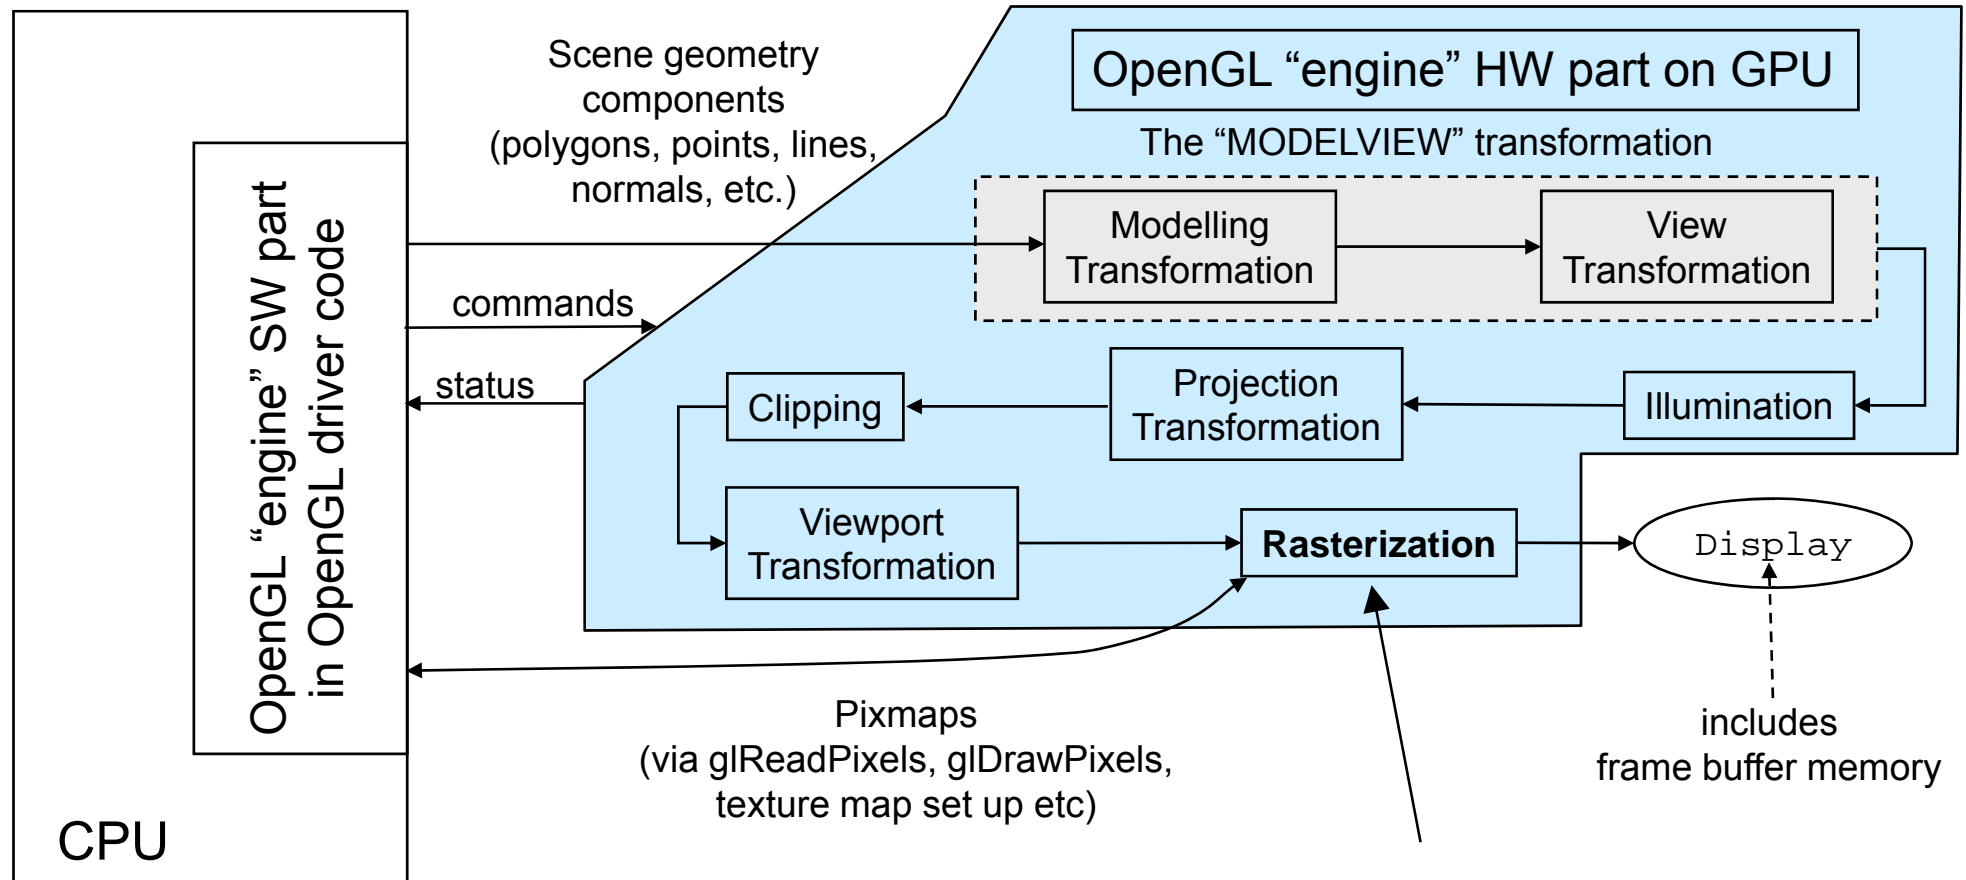 Scene geometry
components
(polygons, points, lines,
normals, etc.)
OpenGL “engine” HW part on GPU
The “MODELVIEW” transformation
Modelling
Transformation
View
Transformation
OpenGL “engine” SW part
in OpenGL driver code
commands
status
Clipping
Projection
Transformation
Illumination
Viewport
Transformation
Rasterization
Display
Pixmaps
(via glReadPixels, glDrawPixels,
texture map set up etc)
includes
frame buffer memory
CPU